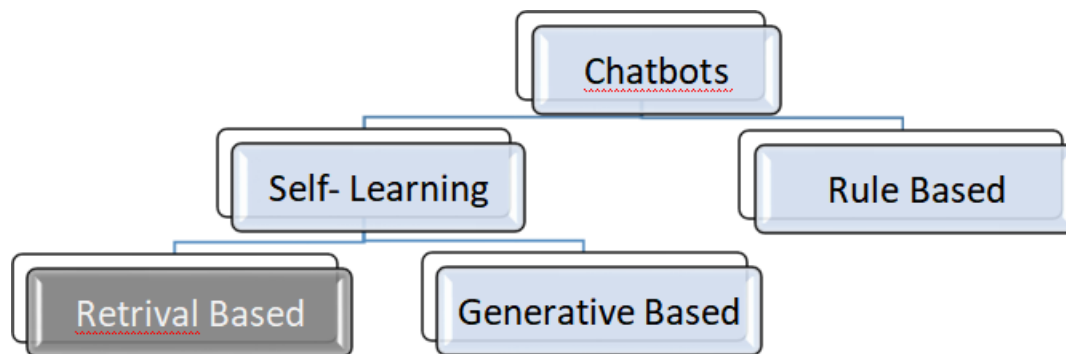 Chatbots
Self- Learning
Rule Based
Retrival Based
Generative Based